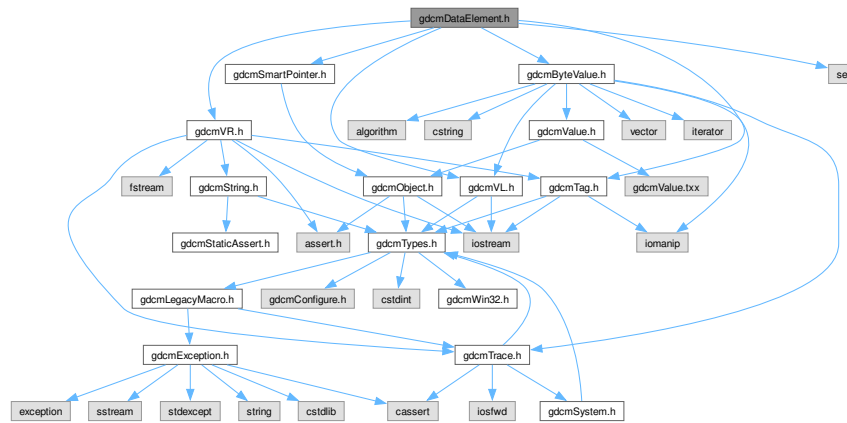 gdcmDataElement.h
gdcmSmartPointer.h
gdcmByteValue.h
se
gdcmVR.h
algorithm
cstring
gdcmValue.h
vector
iterator
fstream
gdcmString.h
gdcmObject.h
gdcmVL.h
gdcmTag.h
gdcmValue.txx
gdcmStaticAssert.h
assert.h
gdcmTypes.h
iostream
iomanip
gdcmLegacyMacro.h
gdcmConfigure.h
cstdint
gdcmWin32.h
gdcmException.h
gdcmTrace.h
exception
sstream
stdexcept
string
cstdlib
cassert
iosfwd
gdcmSystem.h